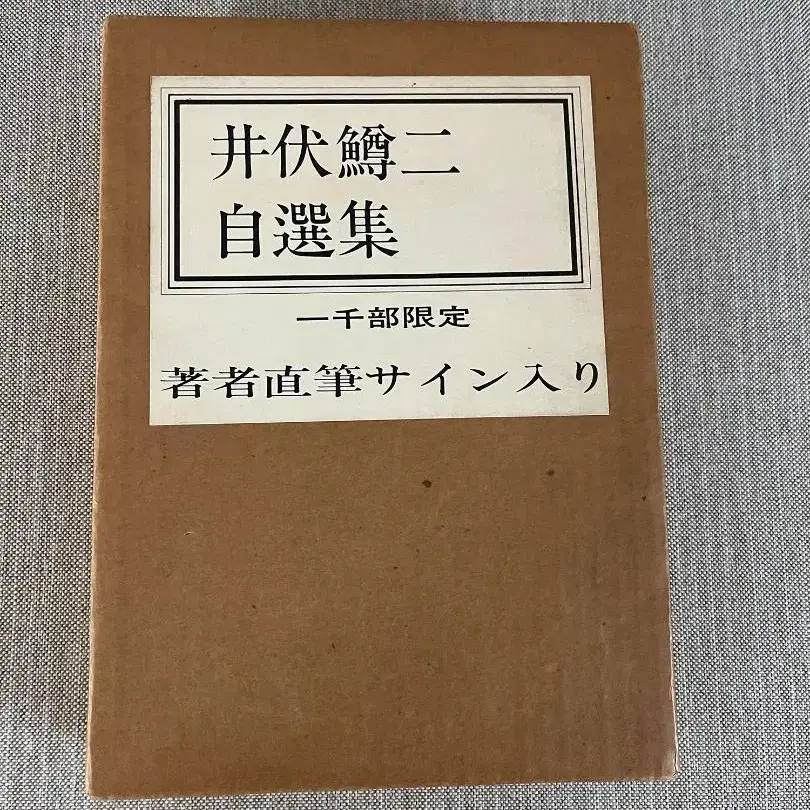 井伏鱒二
自選集
一千部限定
著者直筆サイン入り